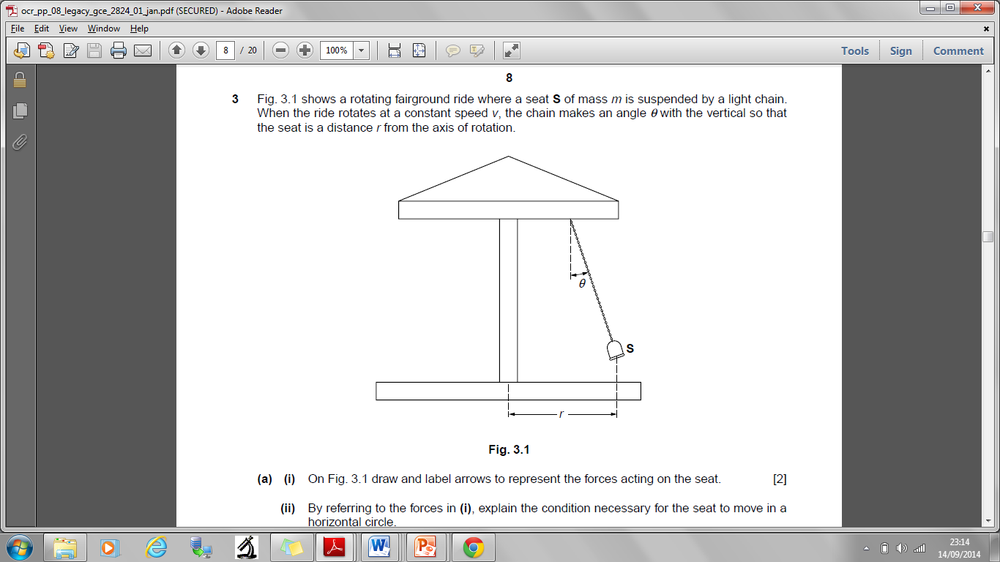 ocr_pp_08_legacy_gce_2824_01_jan.pdf (SECURED) - Adobe Reader
File Edit View Window Help
8 / 20 100% Tools Sign Comment
8
3 Fig. 3.1 shows a rotating fairground ride where a seat S of mass m is suspended by a light chain.
When the ride rotates at a constant speed v, the chain makes an angle θ with the vertical so that
the seat is a distance r from the axis of rotation.
θ
S
r
Fig. 3.1
(a) (i) On Fig. 3.1 draw and label arrows to represent the forces acting on the seat. [2]
(ii) By referring to the forces in (i), explain the condition necessary for the seat to move in a
horizontal circle.
23:14
14/09/2014